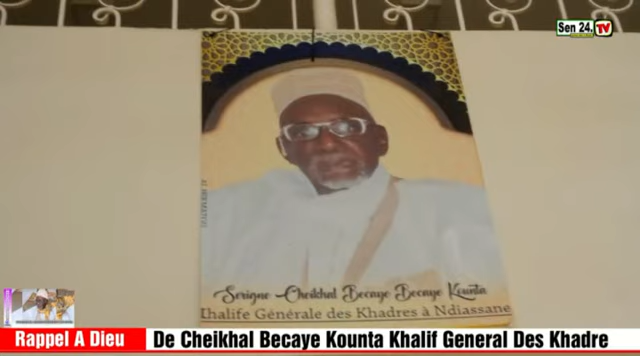 Sen 24. TV
Serigne Cheikhal Becaye Becaye Kounta
Khalife Générale des Khadres à Ndiassane
Rappel A Dieu De Cheikhal Becaye Kounta Khalif General Des Khadre